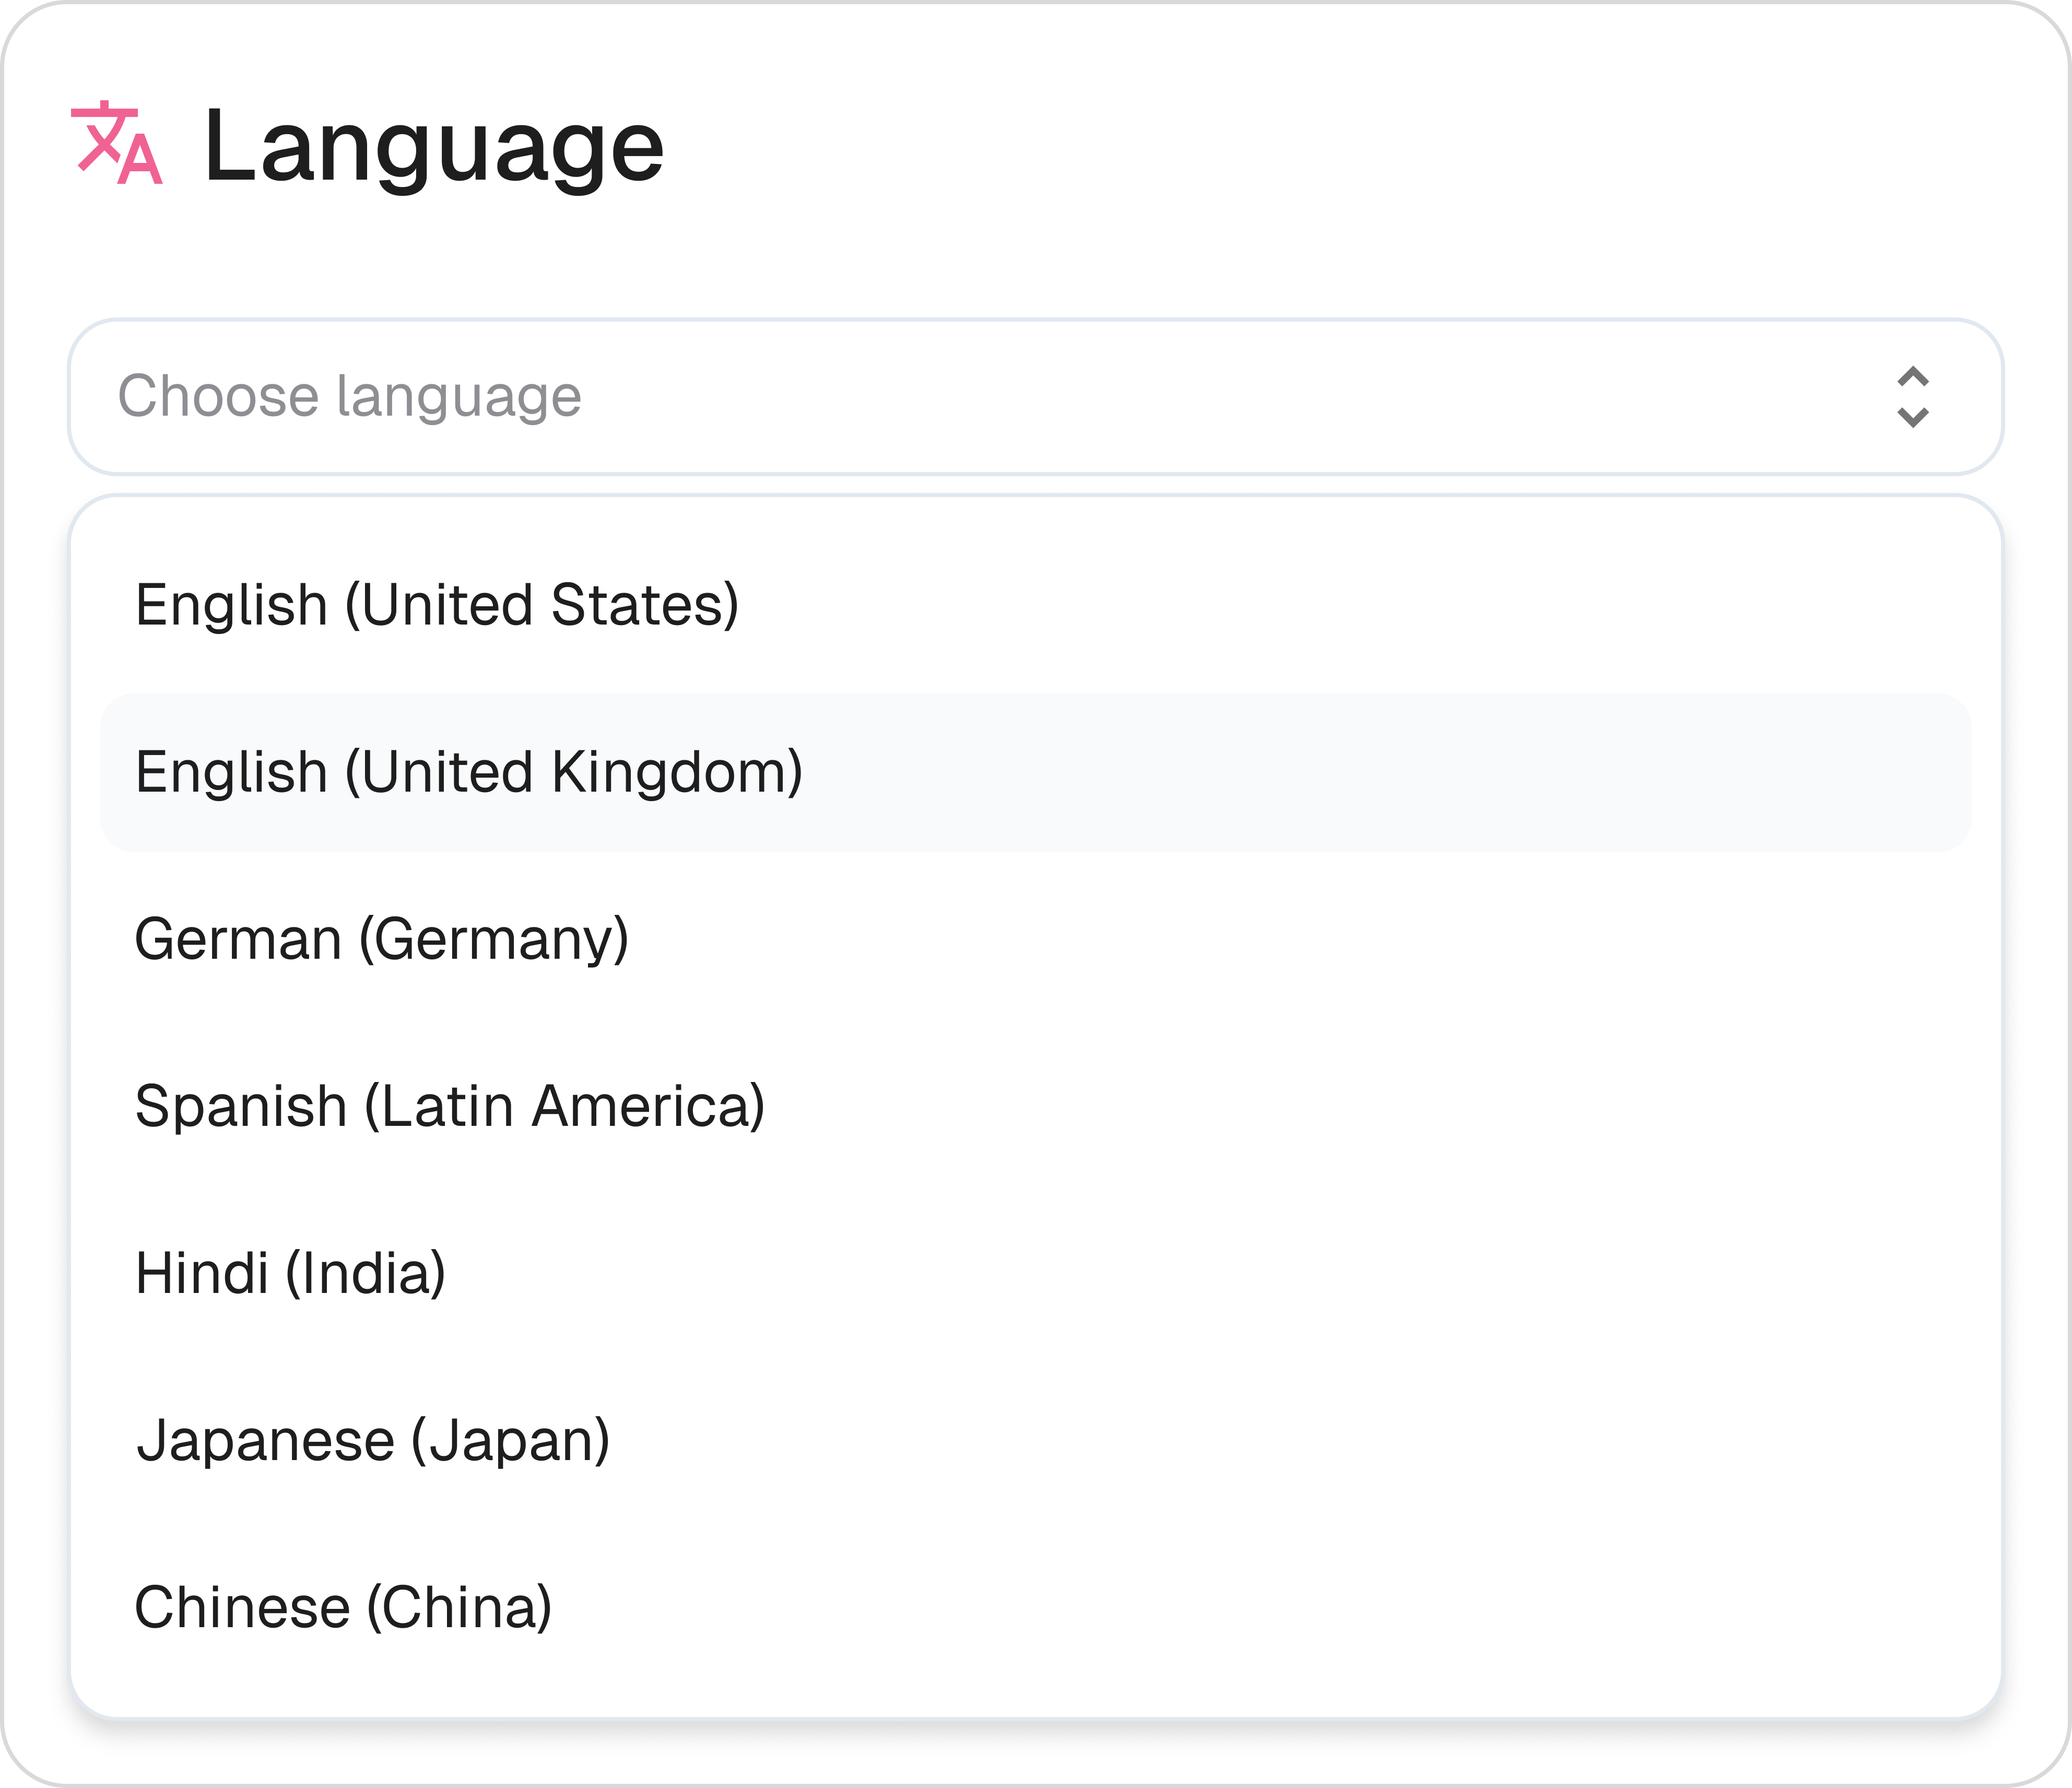 Language
Choose language
English (United States)
English (United Kingdom)
German (Germany)
Spanish (Latin America)
Hindi (India)
Japanese (Japan)
Chinese (China)